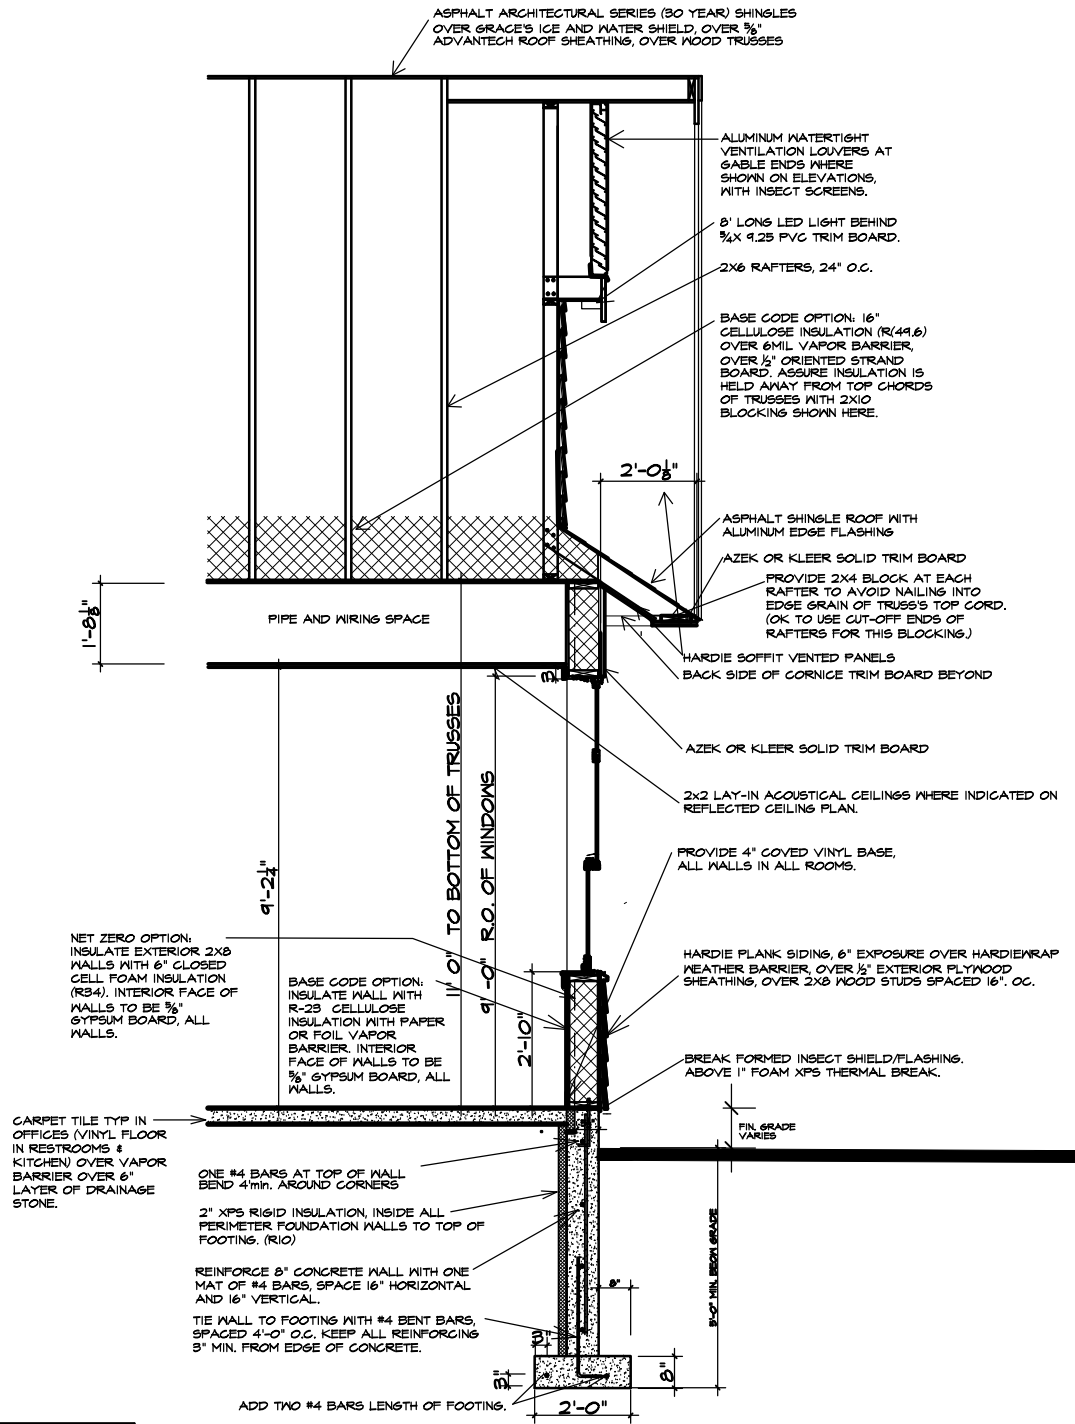 ASPHALT ARCHITECTURAL SERIES (30 YEAR) SHINGLES
OVER GRACE'S ICE AND WATER SHIELD, OVER ⅝"
ADVANTECH ROOF SHEATHING, OVER WOOD TRUSSES
ALUMINUM WATERTIGHT
VENTILATION LOUVERS AT
GABLE ENDS WHERE
SHOWN ON ELEVATIONS,
WITH INSECT SCREENS.
8' LONG LED LIGHT BEHIND
5/4X 9.25 PVC TRIM BOARD.
2X6 RAFTERS, 24" O.C.
BASE CODE OPTION: 16"
CELLULOSE INSULATION (R(49.6)
OVER 6MIL VAPOR BARRIER,
OVER ½" ORIENTED STRAND
BOARD. ASSURE INSULATION IS
HELD AWAY FROM TOP CHORDS
OF TRUSSES WITH 2X10
BLOCKING SHOWN HERE.
2'-0⅛"
ASPHALT SHINGLE ROOF WITH
ALUMINUM EDGE FLASHING
AZEK OR KLEER SOLID TRIM BOARD
PROVIDE 2X4 BLOCK AT EACH
RAFTER TO AVOID NAILING INTO
EDGE GRAIN OF TRUSS'S TOP CORD.
(OK TO USE CUT-OFF ENDS OF
RAFTERS FOR THIS BLOCKING.)
1'-8⅛"
PIPE AND WIRING SPACE
HARDIE SOFFIT VENTED PANELS
BACK SIDE OF CORNICE TRIM BOARD BEYOND
3"
AZEK OR KLEER SOLID TRIM BOARD
2x2 LAY-IN ACOUSTICAL CEILINGS WHERE INDICATED ON
REFLECTED CEILING PLAN.
11'-0" TO BOTTOM OF TRUSSES
9'-0" R.O. OF WINDOWS
9'-2¼"
PROVIDE 4" COVED VINYL BASE,
ALL WALLS IN ALL ROOMS.
NET ZERO OPTION:
INSULATE EXTERIOR 2X8
WALLS WITH 6" CLOSED
CELL FOAM INSULATION
(R34). INTERIOR FACE OF
WALLS TO BE ⅝"
GYPSUM BOARD, ALL
WALLS.
BASE CODE OPTION:
INSULATE WALL WITH
R-23 CELLULOSE
INSULATION WITH PAPER
OR FOIL VAPOR
BARRIER. INTERIOR
FACE OF WALLS TO BE
⅝" GYPSUM BOARD, ALL
WALLS.
2'-10"
HARDIE PLANK SIDING, 6" EXPOSURE OVER HARDIEWRAP
WEATHER BARRIER, OVER ½" EXTERIOR PLYWOOD
SHEATHING, OVER 2X8 WOOD STUDS SPACED 16". OC.
BREAK FORMED INSECT SHIELD/FLASHING.
ABOVE 1" FOAM XPS THERMAL BREAK.
CARPET TILE TYP IN
OFFICES (VINYL FLOOR
IN RESTROOMS &
KITCHEN) OVER VAPOR
BARRIER OVER 6"
LAYER OF DRAINAGE
STONE.
FIN. GRADE
VARIES
ONE #4 BARS AT TOP OF WALL
BEND 4'min. AROUND CORNERS
2" XPS RIGID INSULATION, INSIDE ALL
PERIMETER FOUNDATION WALLS TO TOP OF
FOOTING. (R10)
REINFORCE 8" CONCRETE WALL WITH ONE
MAT OF #4 BARS, SPACE 16" HORIZONTAL
AND 16" VERTICAL.
8"
5'-0" MIN. BEOW GRADE
TIE WALL TO FOOTING WITH #4 BENT BARS,
SPACED 4'-0" O.C. KEEP ALL REINFORCING
3" MIN. FROM EDGE OF CONCRETE.
3"
3"
8"
ADD TWO #4 BARS LENGTH OF FOOTING.
2'-0"